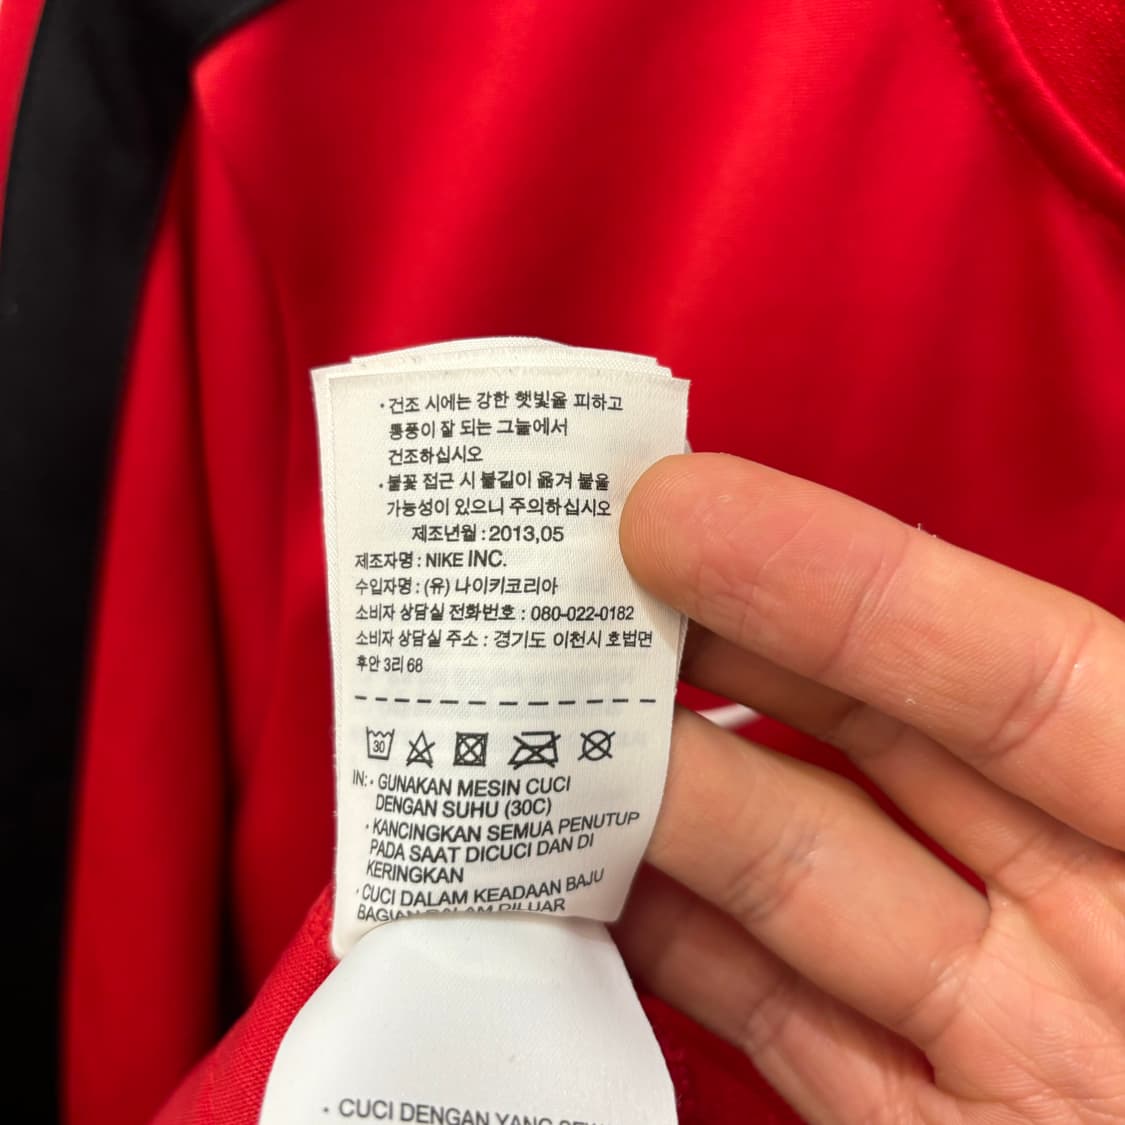 · 건조 시에는 강한 햇빛을 피하고
통풍이 잘 되는 그늘에서
건조하십시오
· 불꽃 접근 시 불길이 옮겨 붙을
가능성이 있으니 주의하십시오
제조년월 : 2013,05
제조자명 : NIKE INC.
수입자명 : (유) 나이키코리아
소비자 상담실 전화번호 : 080-022-0182
소비자 상담실 주소 : 경기도 이천시 호법면
후안 3리 68
30
IN: · GUNAKAN MESIN CUCI
DENGAN SUHU (30C)
· KANCINGKAN SEMUA PENUTUP
PADA SAAT DICUCI DAN DI
KERINGKAN
· CUCI DALAM KEADAAN BAJU
BAGIAN DALAM DILUAR
· CUCI DENGAN YANG